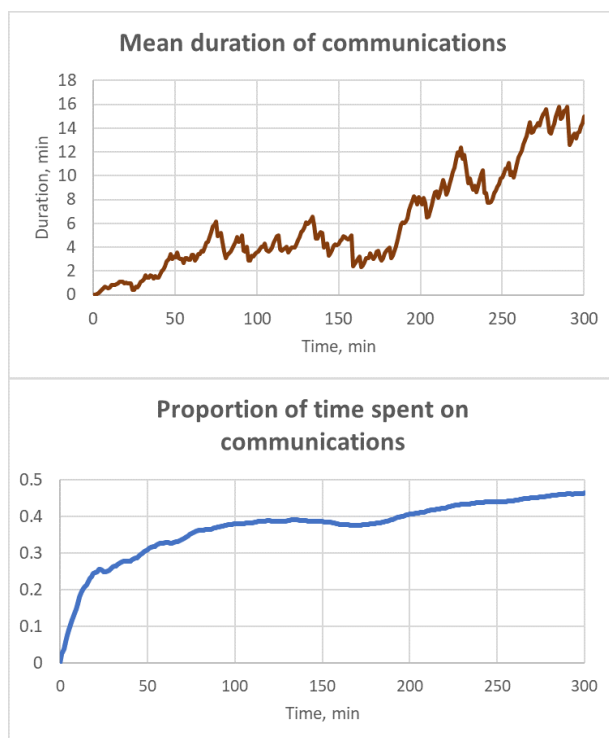 Mean duration of communications
18
16
14
12
10
8
6
4
2
0
Duration, min
0 50 100 150 200 250 300
Time, min
Proportion of time spent on
communications
0.5
0.4
0.3
0.2
0.1
0
0 50 100 150 200 250 300
Time, min